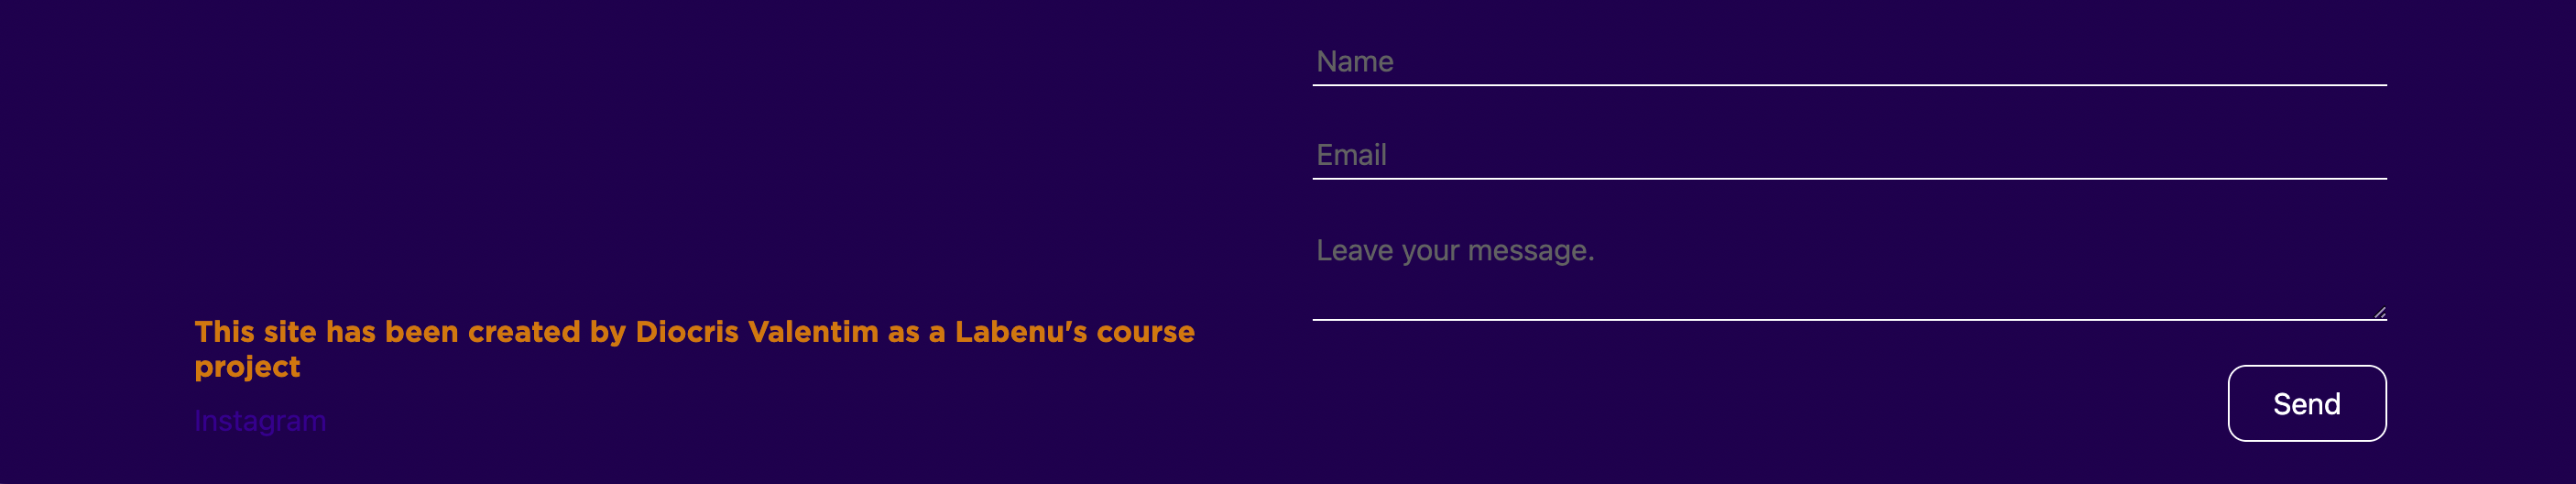 Name
Email
Leave your message.
This site has been created by Diocris Valentim as a Labenu's course
project
Instagram
Send